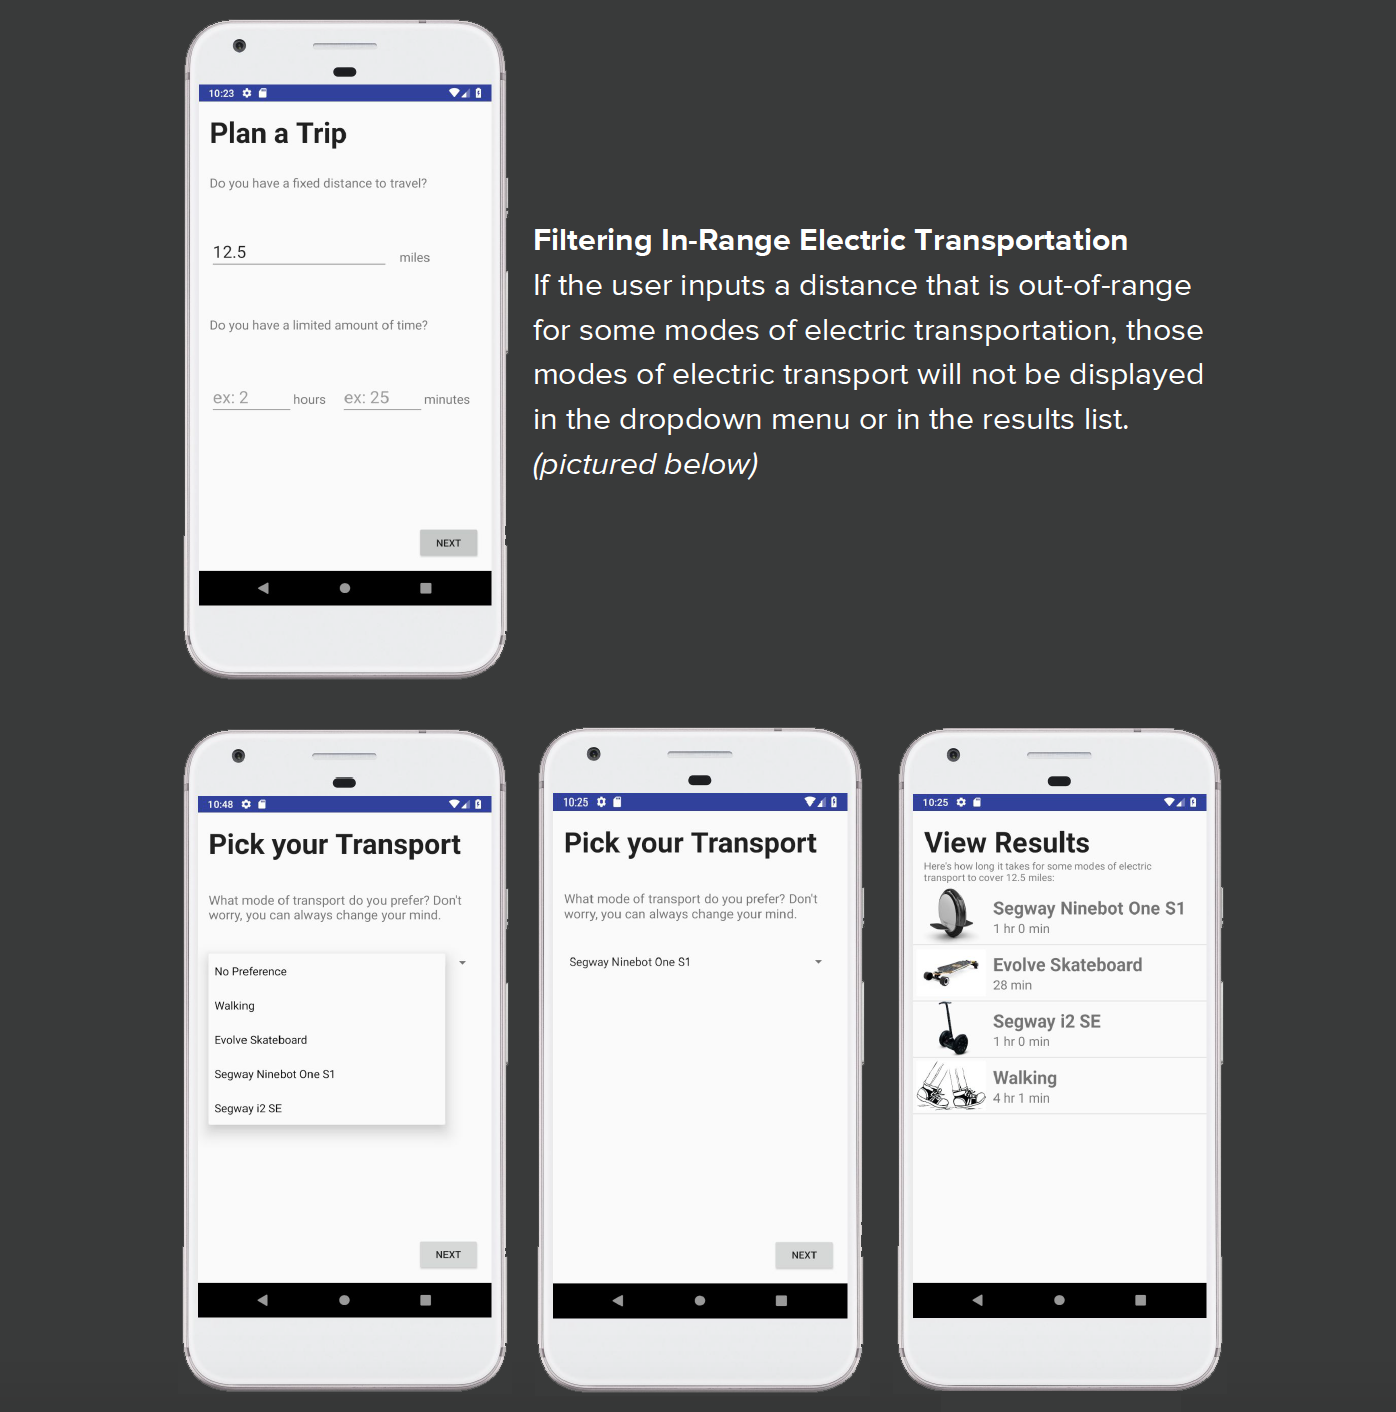 10:23
Plan a Trip
Do you have a fixed distance to travel?
12.5 miles
Do you have a limited amount of time?
ex: 2 hours ex: 25 minutes
NEXT
Filtering In-Range Electric Transportation
If the user inputs a distance that is out-of-range
for some modes of electric transportation, those
modes of electric transport will not be displayed
in the dropdown menu or in the results list.
(pictured below)
10:48
Pick your Transport
What mode of transport do you prefer? Don't
worry, you can always change your mind.
No Preference
Walking
Evolve Skateboard
Segway Ninebot One S1
Segway i2 SE
NEXT
10:25
Pick your Transport
What mode of transport do you prefer? Don't
worry, you can always change your mind.
Segway Ninebot One S1
NEXT
10:25
View Results
Here's how long it takes for some modes of electric
transport to cover 12.5 miles:
Segway Ninebot One S1
1 hr 0 min
Evolve Skateboard
28 min
Segway i2 SE
1 hr 0 min
Walking
4 hr 1 min